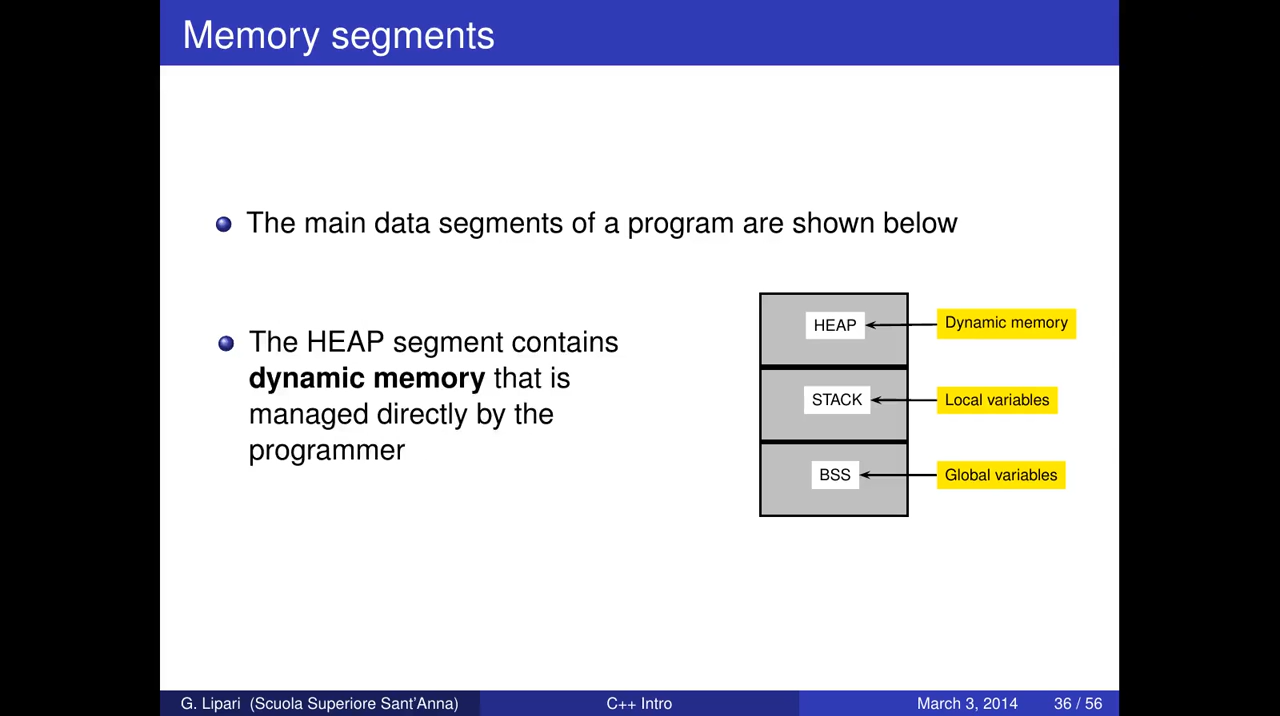 Memory segments
The main data segments of a program are shown below
The HEAP segment contains
dynamic memory that is
managed directly by the
programmer
HEAP
Dynamic memory
STACK
Local variables
BSS
Global variables
G. Lipari (Scuola Superiore Sant'Anna)
C++ Intro
March 3, 2014
36 / 56